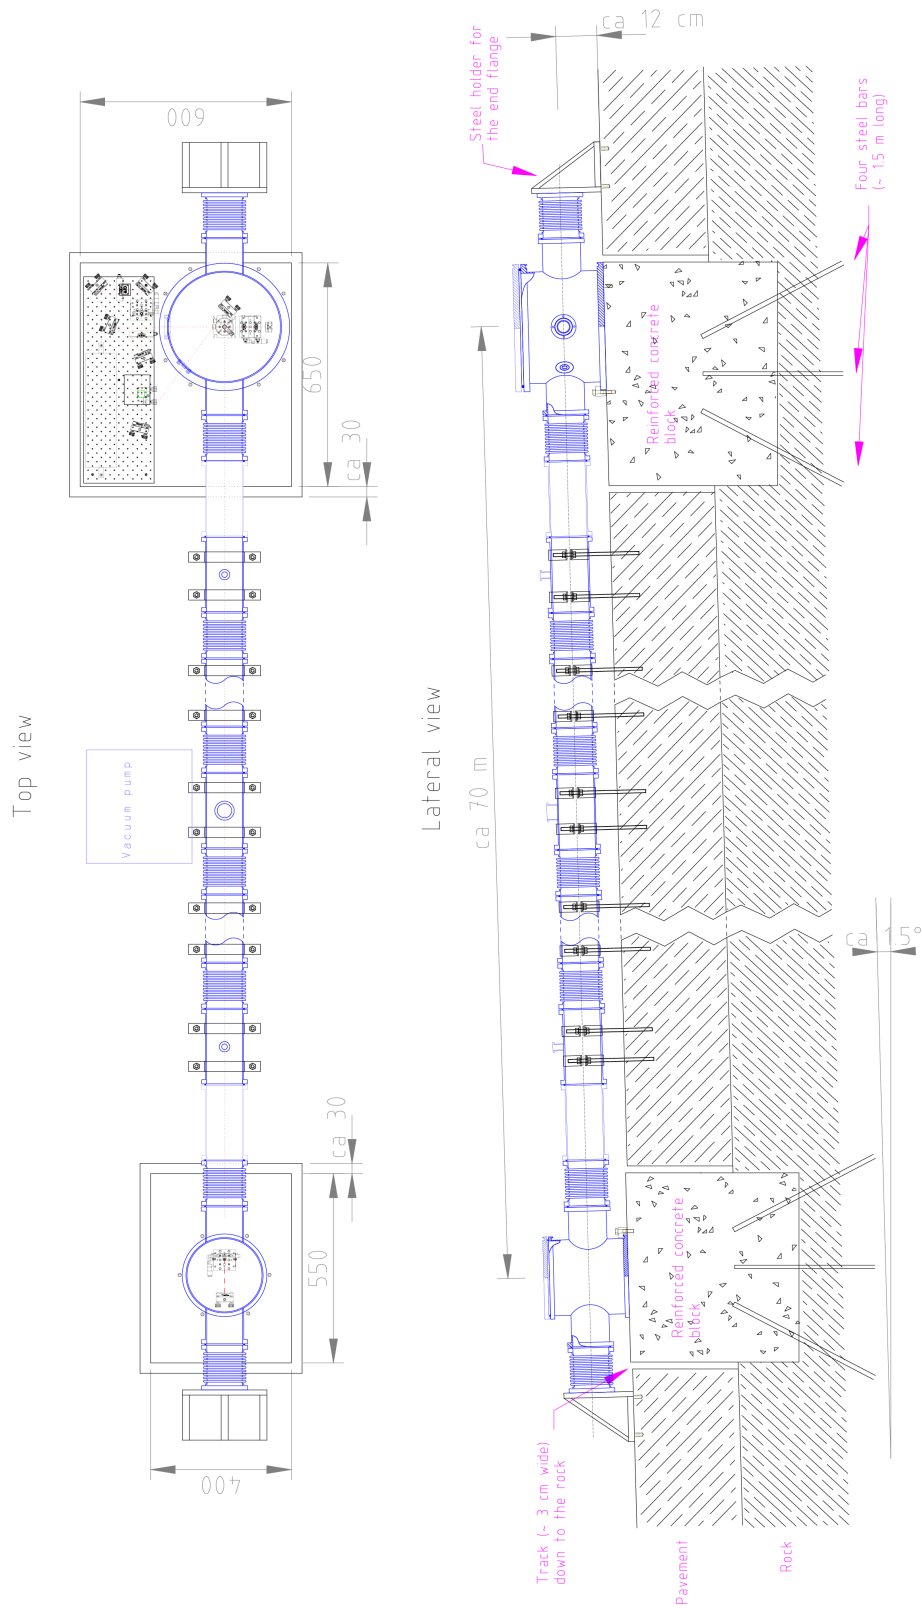 Top view
600
650
ca 30
Vacuum pump
ca 30
550
400
Lateral view
ca 12 cm
Steel holder for
the end flange
Four steel bars
(~ 1.5 m long)
Reinforced concrete
block
ca 70 m
ca 1.5°
Reinforced concrete
block
Track (~ 3 cm wide)
down to the rock
Pavement
Rock